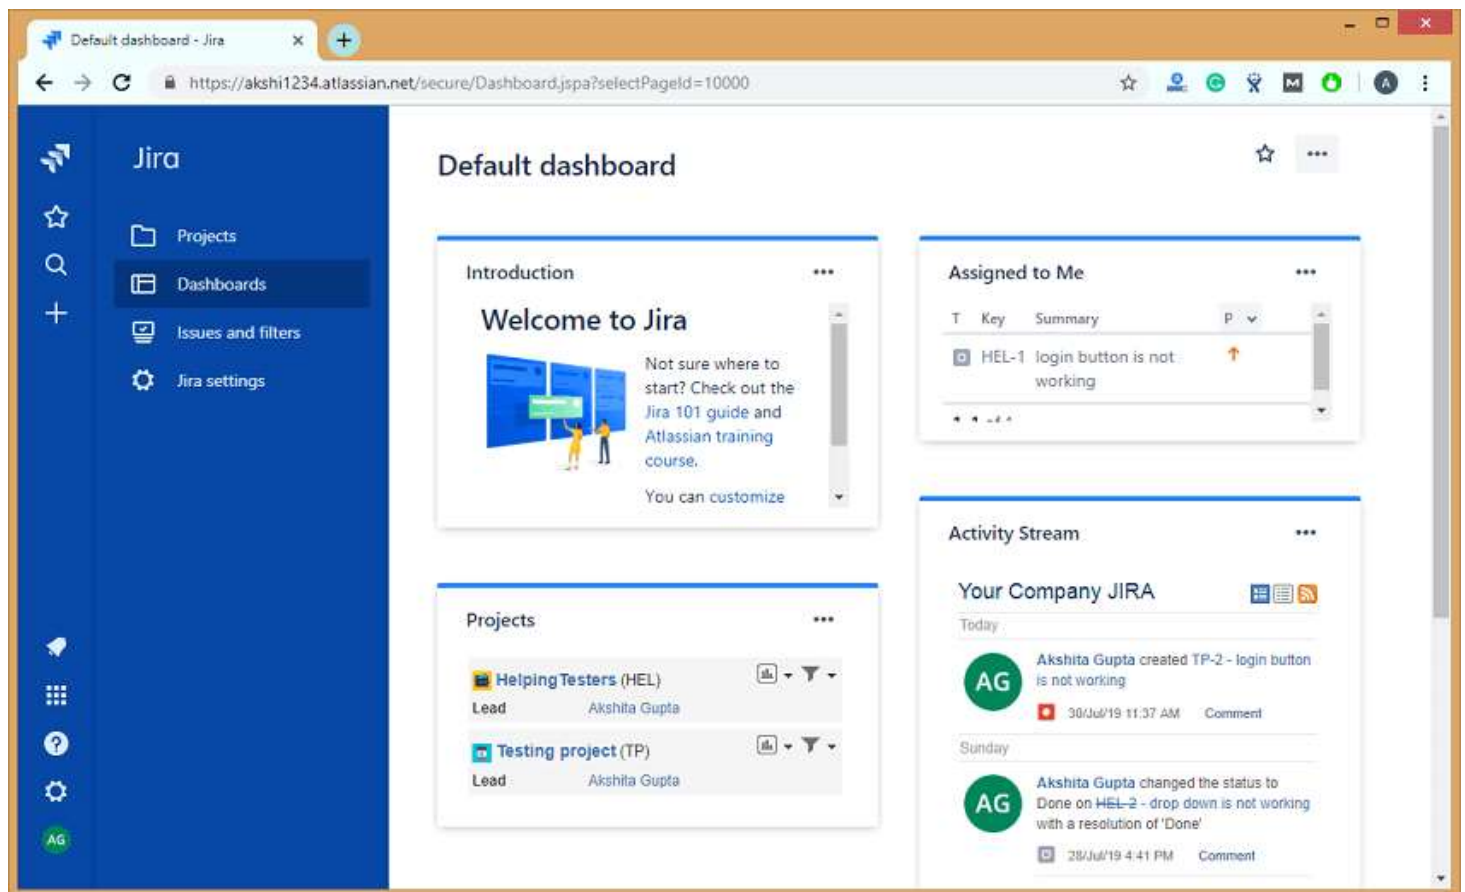 Default dashboard - Jira
https://akshi1234.atlassian.net/secure/Dashboard.jspa?selectPageId=10000
A
Jira
Projects
Dashboards
Issues and filters
Jira settings
AG
Default dashboard
Introduction
Welcome to Jira
Not sure where to
start? Check out the
Jira 101 guide and
Atlassian training
course.
You can customize
Projects
HelpingTesters (HEL)
Lead Akshita Gupta
Testing project (TP)
Lead Akshita Gupta
Assigned to Me
T Key Summary P
HEL-1 login button is not
working
Activity Stream
Your Company JIRA
Today
AG
Akshita Gupta created TP-2 - login button
is not working
30/Jul/19 11:37 AM Comment
Sunday
AG
Akshita Gupta changed the status to
Done on HEL-2 - drop down is not working
with a resolution of 'Done'
28/Jul/19 4:41 PM Comment